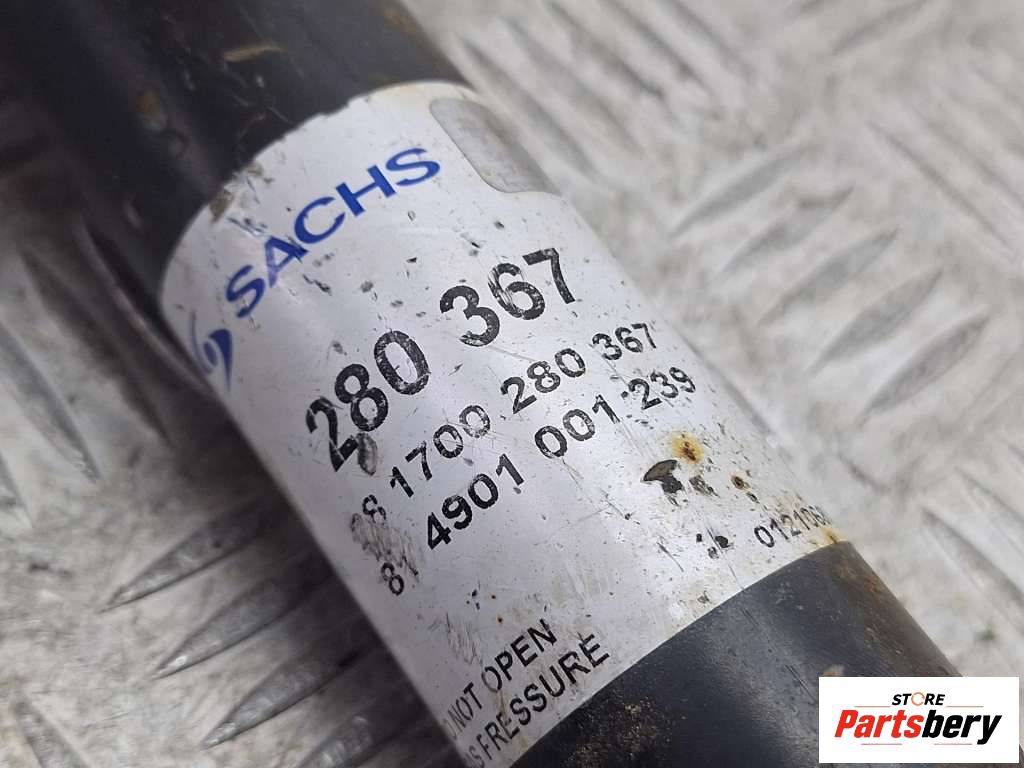 SACHS
280 367
1700 280 367
4901 001 239
NOT OPEN
PRESSURE
STORE
Partsbery